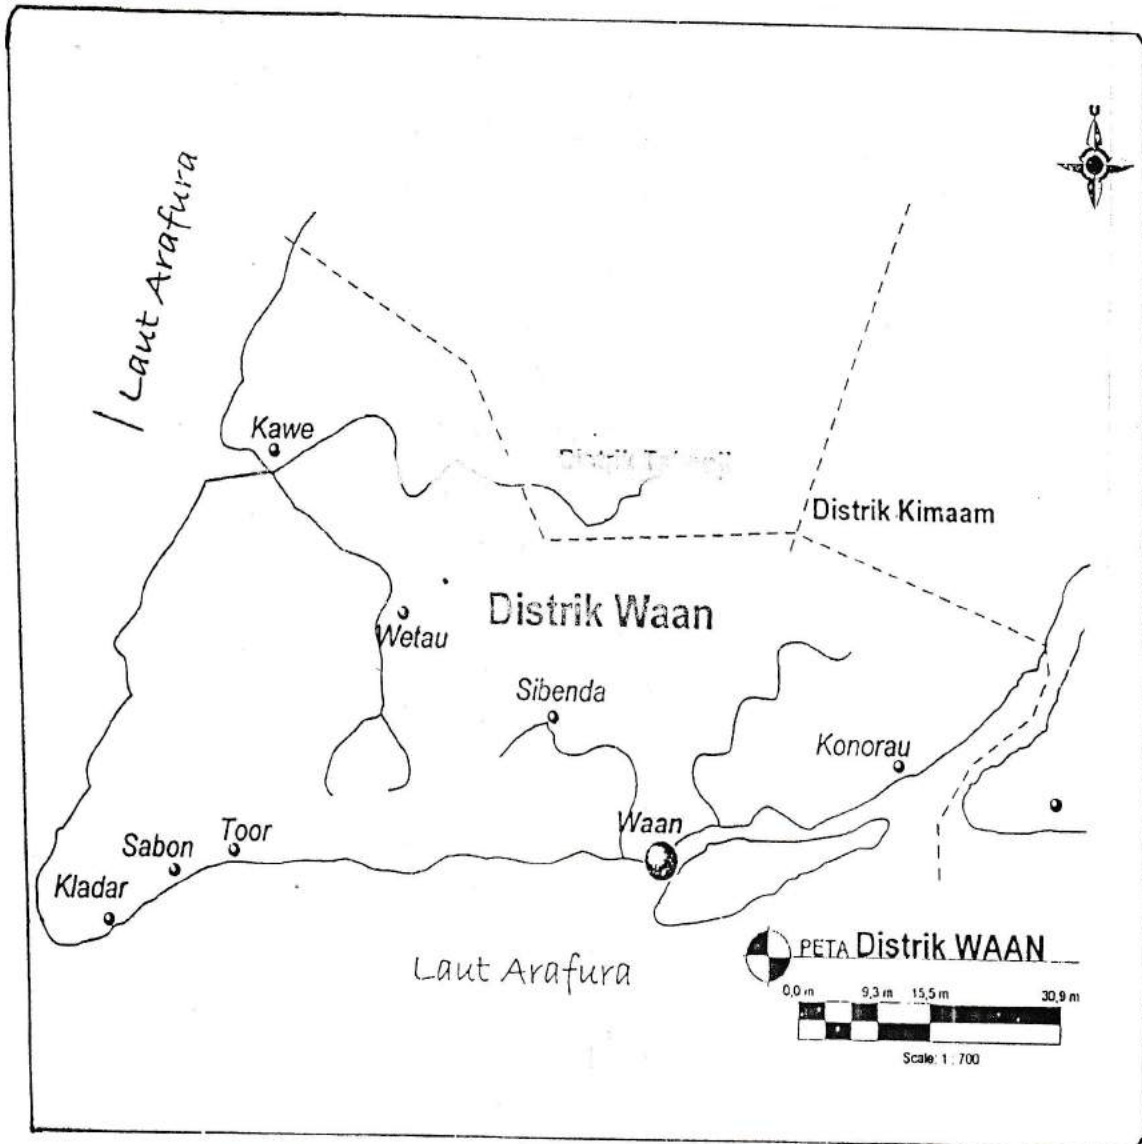 U
Laut Arafura
Kawe
Distrik
Distrik Kimaam
Distrik Waan
Wetau
Sibenda
Konorau
Waan
Toor
Sabon
Kladar
Laut Arafura
PETA Distrik WAAN
0,0 m 9,3 m 15,5 m 30,9 m
Scale: 1 : 700